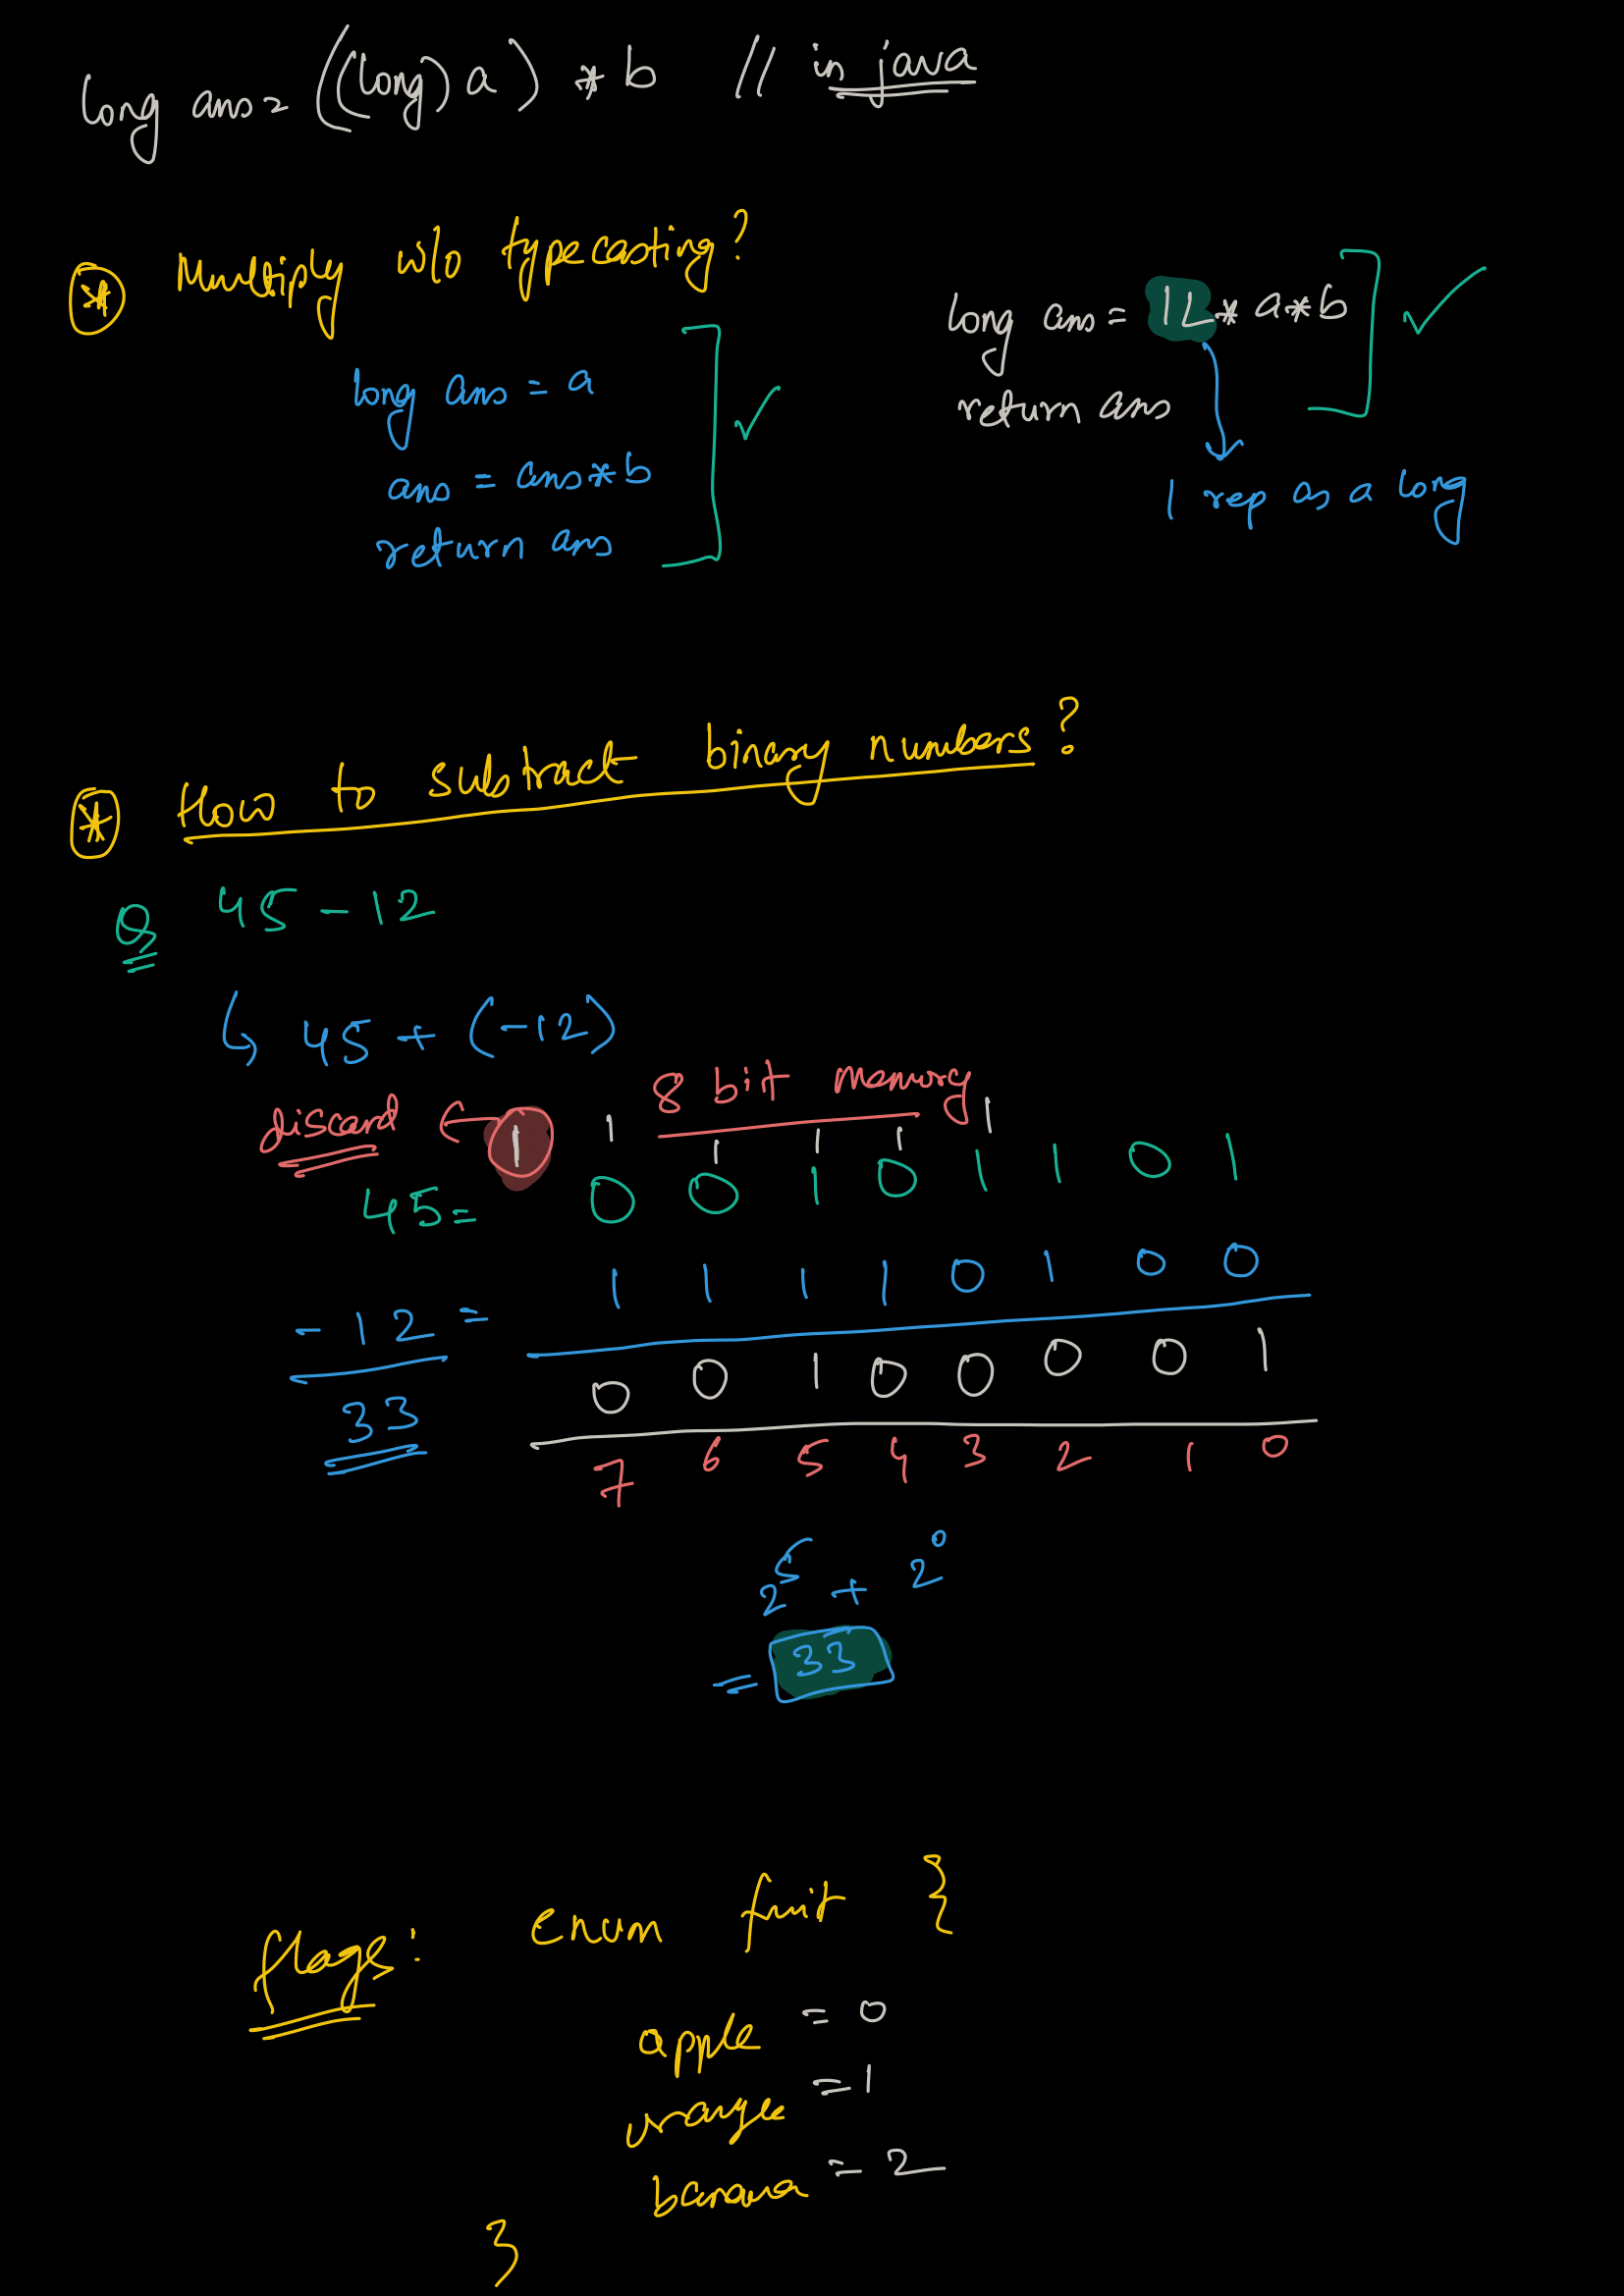 long ans = ((long) a) * b // in java
* Multiply w/o typecasting?
long ans = a
ans = ans * b
return ans
long ans = 1L * a * b
return ans
1 rep as a long
* How to subtract binary numbers?
Q 45 - 12
↳ 45 + (-12)
8 bit memory
discard ← 1 1 1 1 1 1
45 = 0 0 1 0 1 1 0 1
-12 = 1 1 1 1 0 1 0 0
33 0 0 1 0 0 0 0 1
7 6 5 4 3 2 1 0
2⁵ + 2⁰
= 33
flags: enum fruit {
apple = 0
orange = 1
banana = 2
}